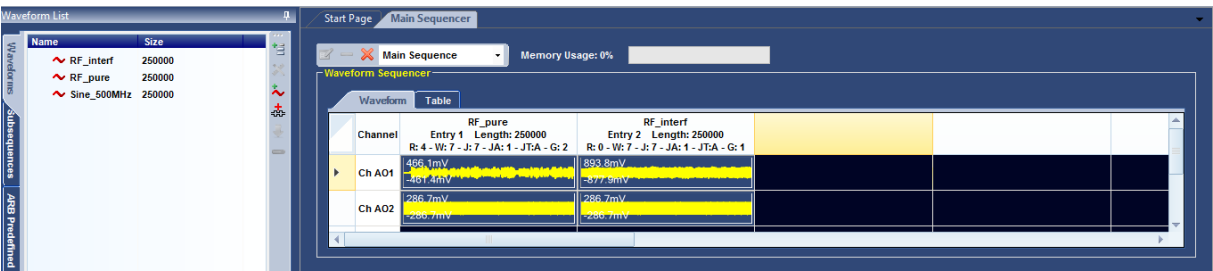 Waveform List
Waveforms
Subsequences
ARB Predefined
Name Size
RF_interf 250000
RF_pure 250000
Sine_500MHz 250000
Start Page Main Sequencer
Main Sequence Memory Usage: 0%
Waveform Sequencer
Waveform Table
Channel
RF_pure
Entry 1 Length: 250000
R: 4 - W: 7 - J: 7 - JA: 1 - JT:A - G: 2
RF_interf
Entry 2 Length: 250000
R: 0 - W: 7 - J: 7 - JA: 1 - JT:A - G: 1
Ch AO1
466.1mV
-461.4mV
893.8mV
-877.9mV
Ch AO2
286.7mV
-286.7mV
286.7mV
-286.7mV